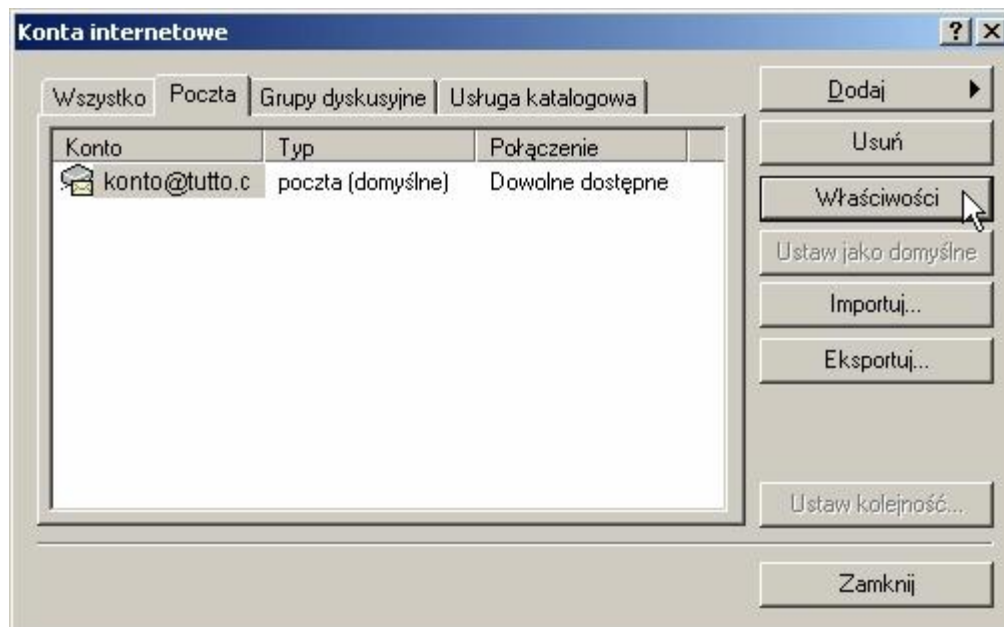 Konta internetowe
Wszystko Poczta Grupy dyskusyjne Usługa katalogowa
Konto Typ Połączenie
konto@tutto.c poczta (domyślne) Dowolne dostępne
Dodaj
Usuń
Właściwości
Ustaw jako domyślne
Importuj...
Eksportuj...
Ustaw kolejność...
Zamknij